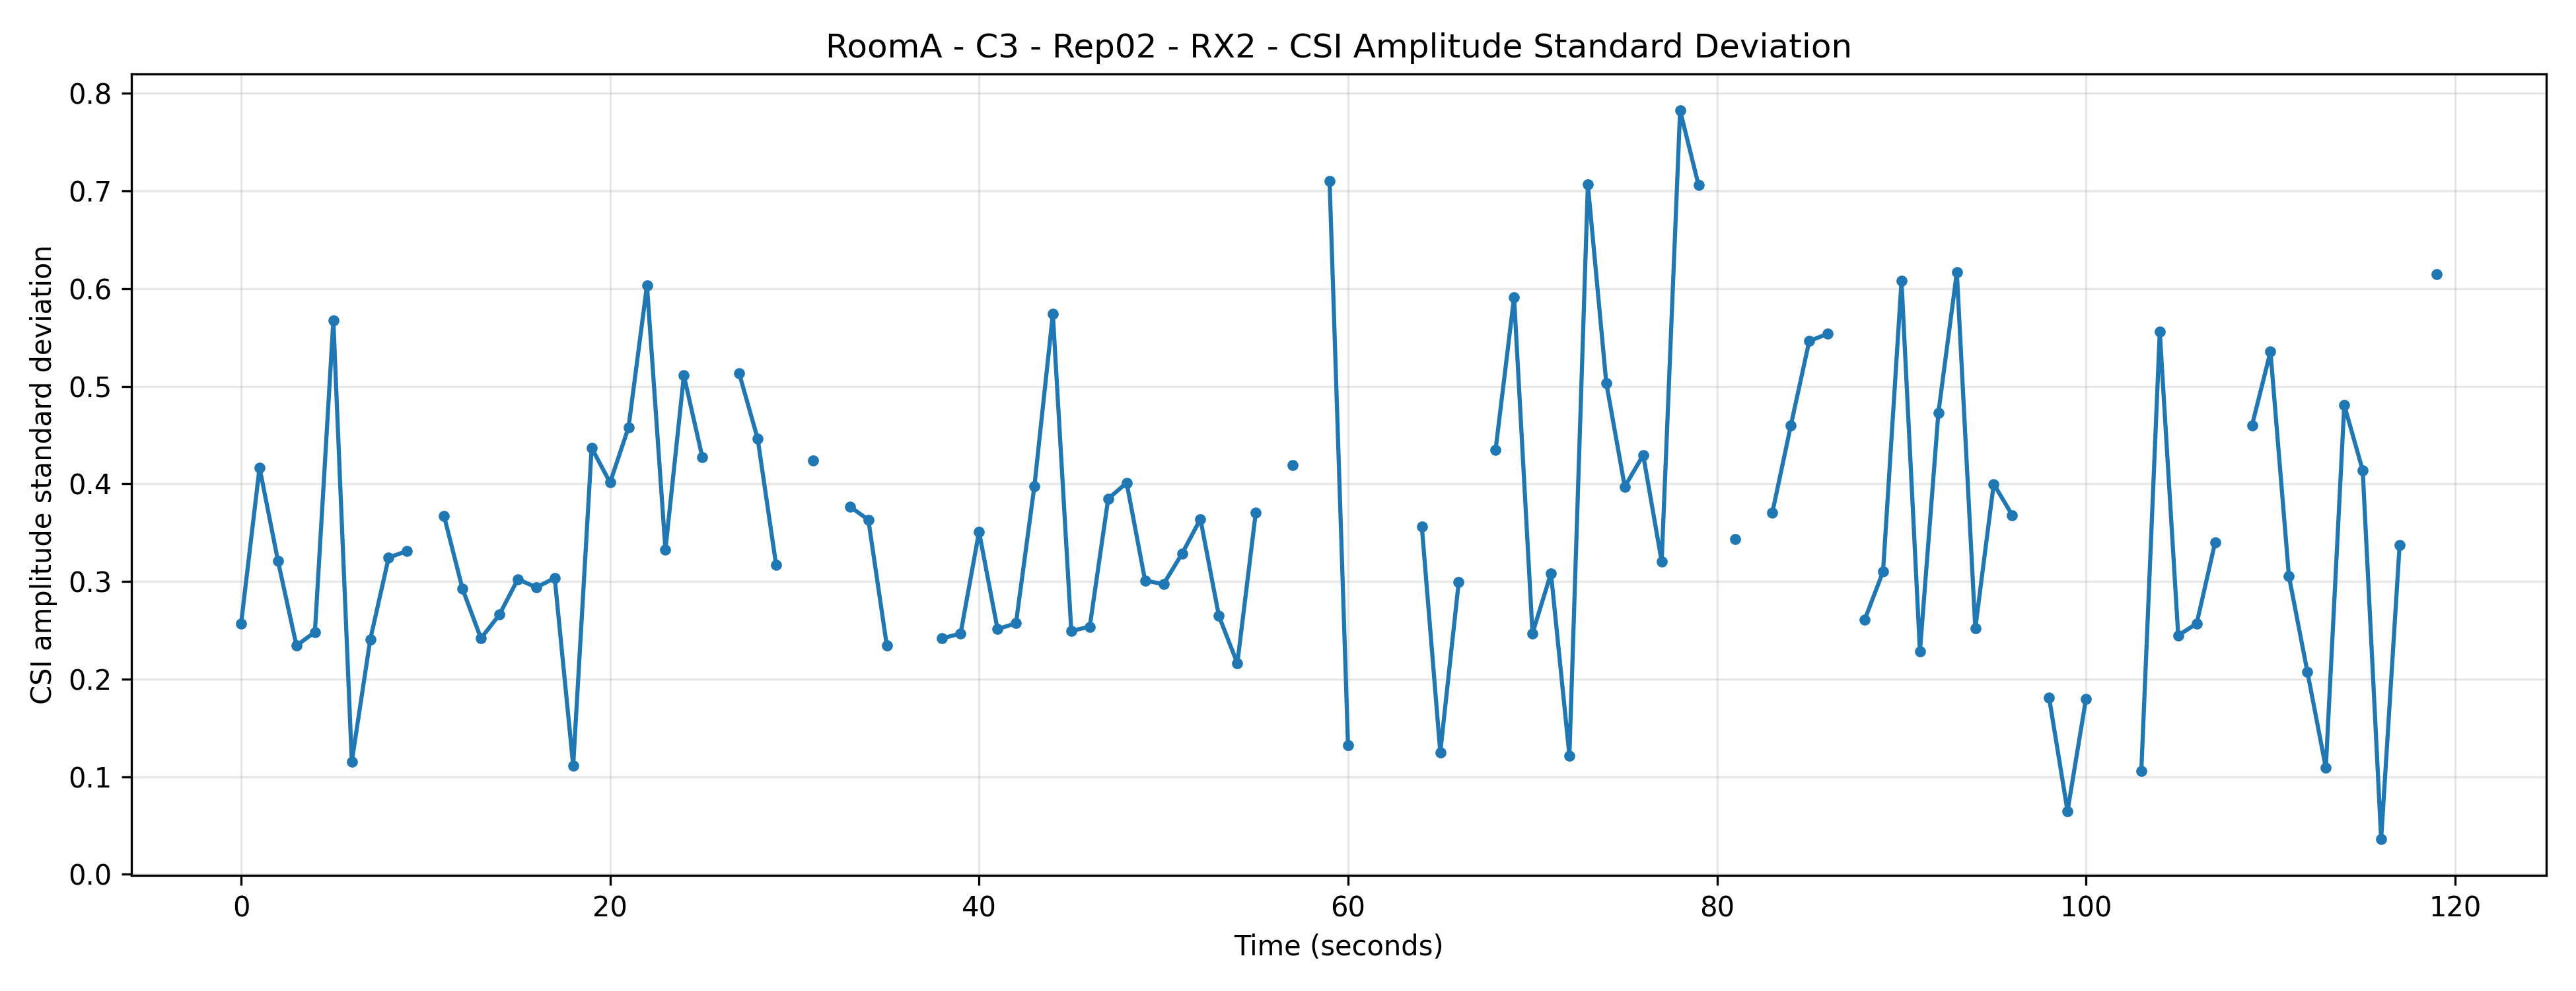 RoomA - C3 - Rep02 - RX2 - CSI Amplitude Standard Deviation
CSI amplitude standard deviation
0.8
0.7
0.6
0.5
0.4
0.3
0.2
0.1
0.0
0 20 40 60 80 100 120
Time (seconds)